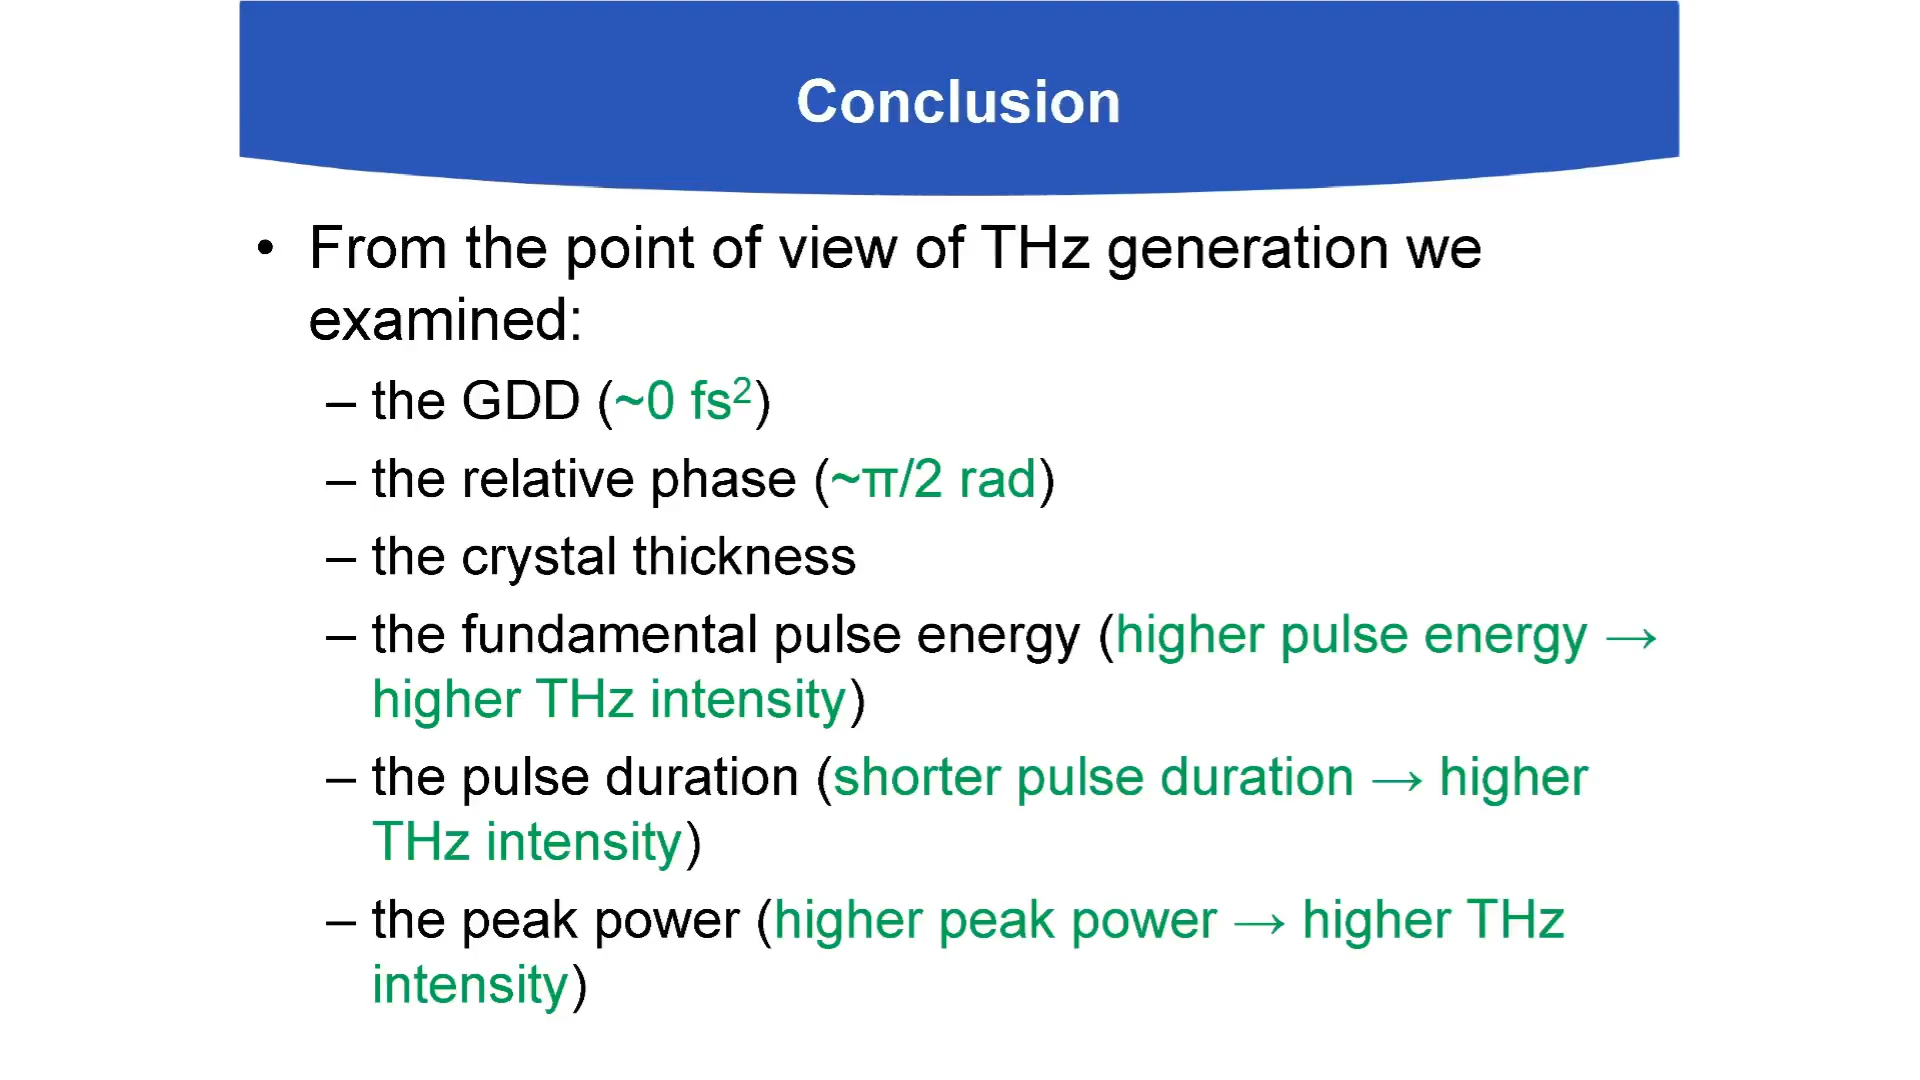 Conclusion
• From the point of view of THz generation we
examined:
– the GDD (~0 fs²)
– the relative phase (~π/2 rad)
– the crystal thickness
– the fundamental pulse energy (higher pulse energy →
higher THz intensity)
– the pulse duration (shorter pulse duration → higher
THz intensity)
– the peak power (higher peak power → higher THz
intensity)